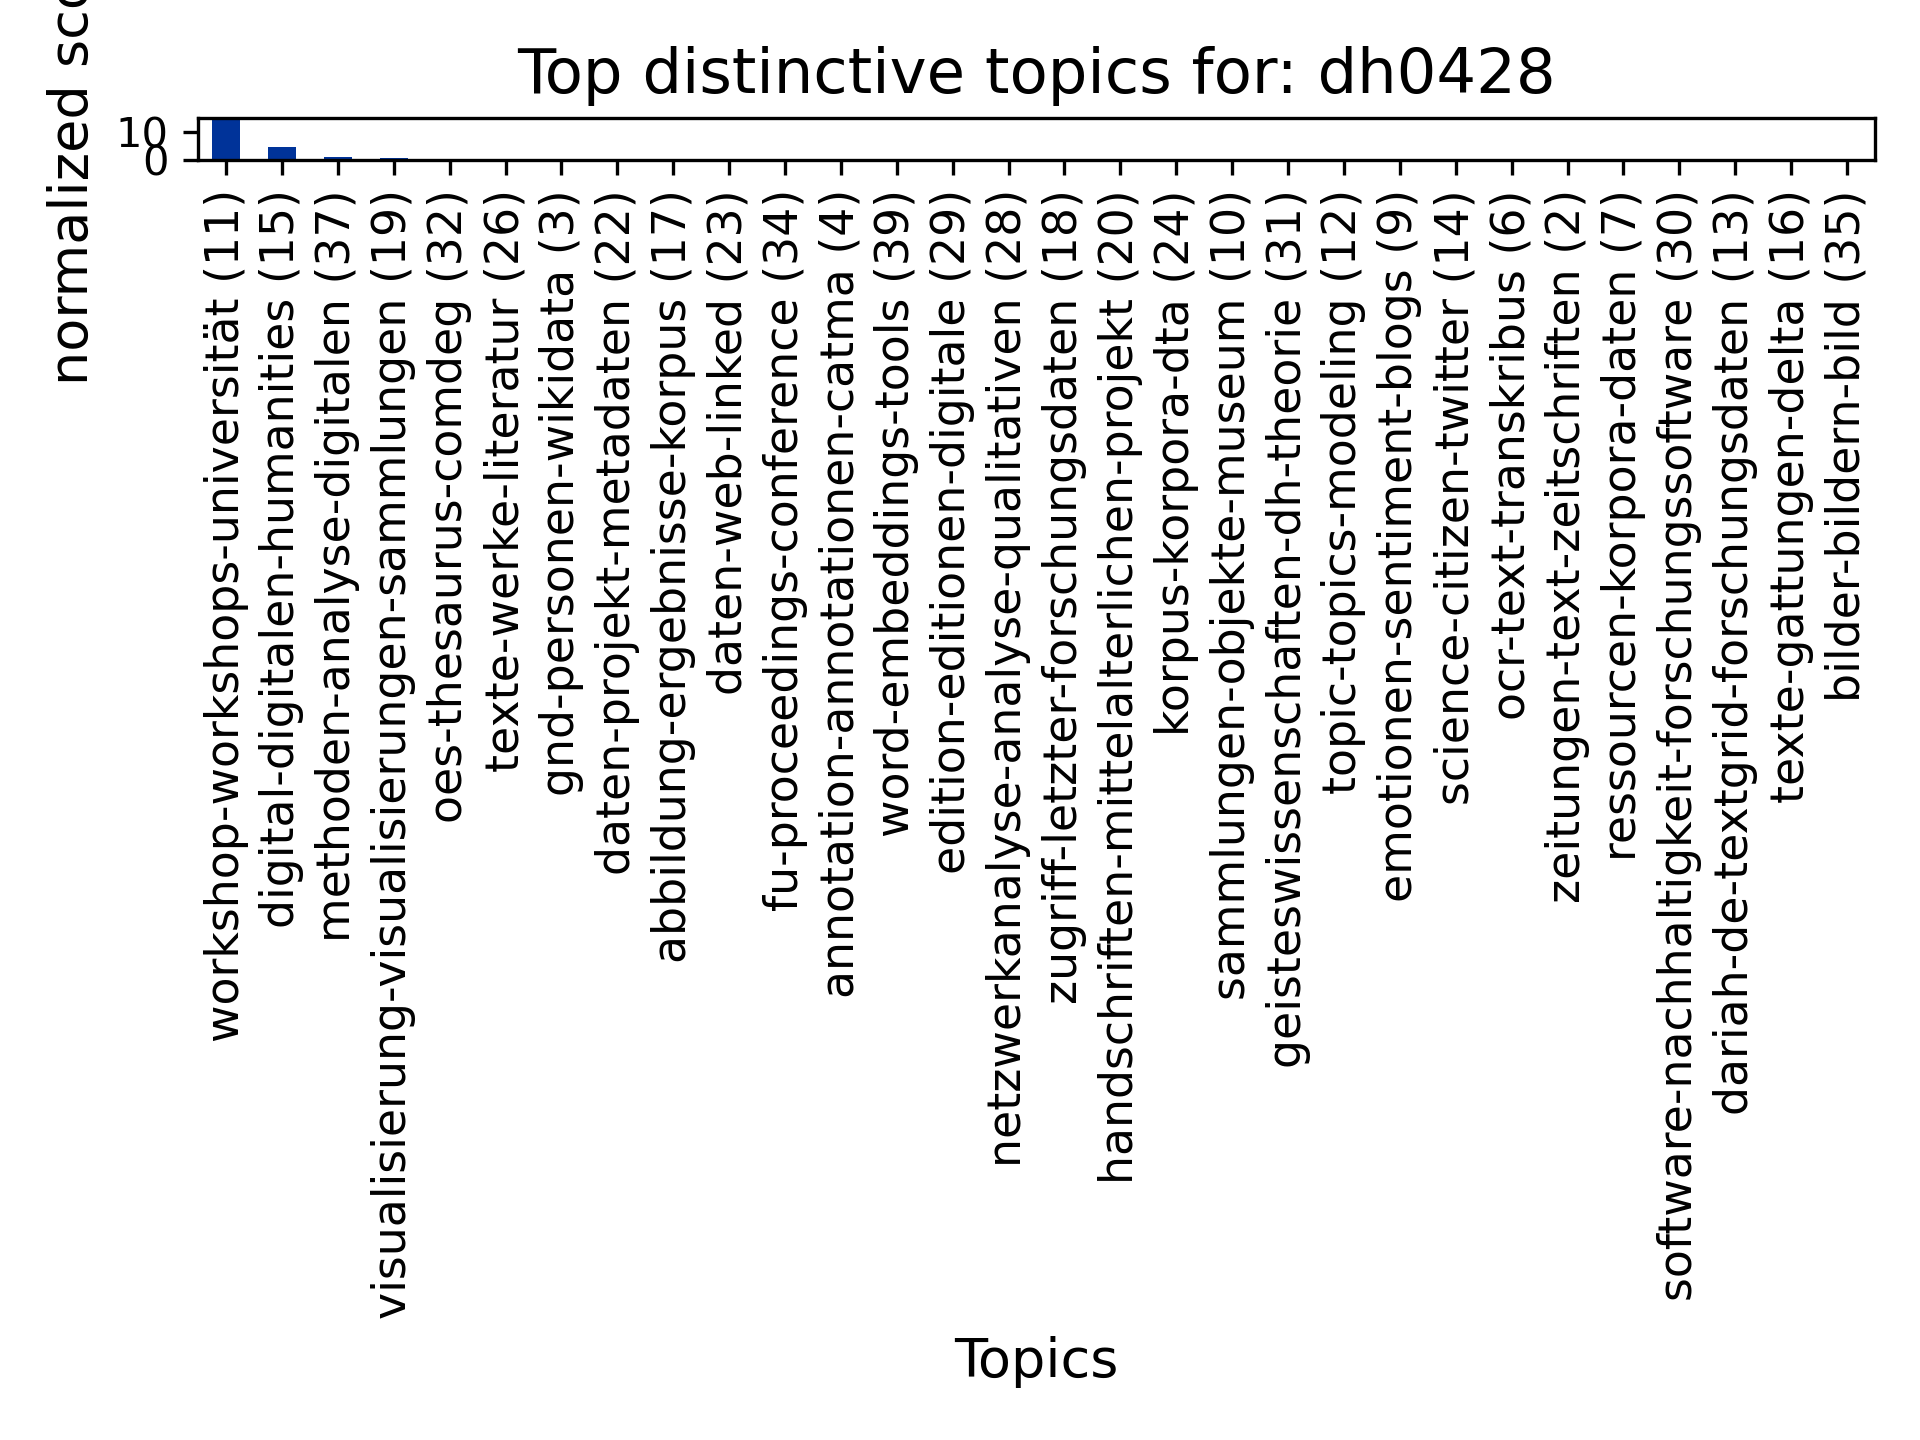 Top distinctive topics for: dh0428
normalized
10
0
workshop-workshops-universität (11)
digital-digitalen-humanities (15)
methoden-analyse-digitalen (37)
visualisierung-visualisierungen-sammlungen (19)
oes-thesaurus-comdeg (32)
texte-werke-literatur (26)
gnd-personen-wikidata (3)
daten-projekt-metadaten (22)
abbildung-ergebnisse-korpus (17)
daten-web-linked (23)
fu-proceedings-conference (34)
annotation-annotationen-catma (4)
word-embeddings-tools (39)
edition-editionen-digitale (29)
netzwerkanalyse-analyse-qualitativen (28)
zugriff-letzter-forschungsdaten (18)
handschriften-mittelalterlichen-projekt (20)
korpus-korpora-dta (24)
sammlungen-objekte-museum (10)
geisteswissenschaften-dh-theorie (31)
topic-topics-modeling (12)
emotionen-sentiment-blogs (9)
science-citizen-twitter (14)
ocr-text-transkribus (6)
zeitungen-text-zeitschriften (2)
ressourcen-korpora-daten (7)
software-nachhaltigkeit-forschungssoftware (30)
dariah-de-textgrid-forschungsdaten (13)
texte-gattungen-delta (16)
bilder-bildern-bild (35)
Topics